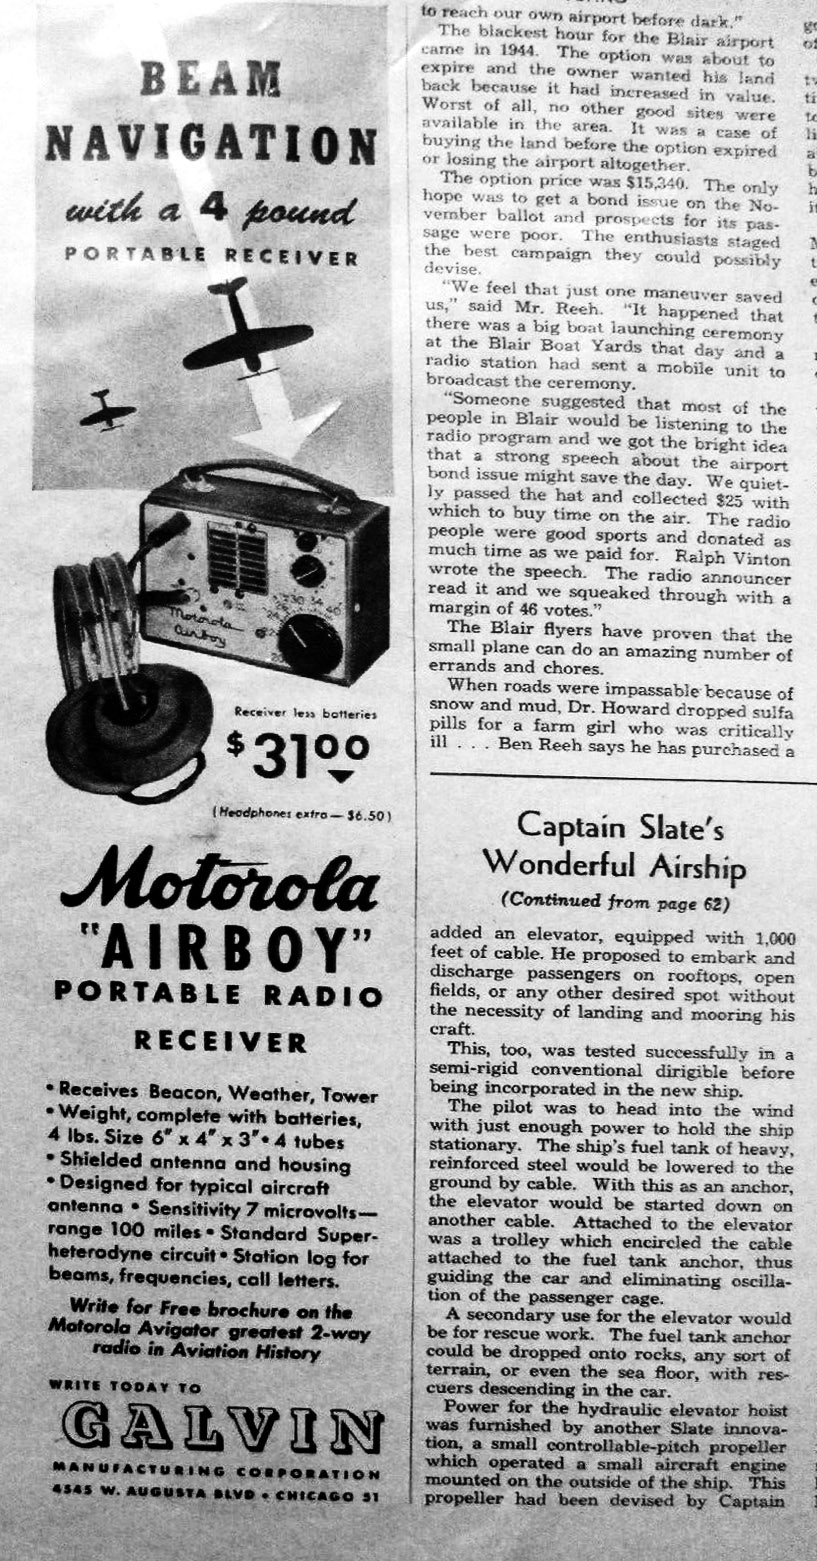 BEAM
NAVIGATION
with a 4 pound
PORTABLE RECEIVER
Motorola
Airboy
Receiver less batteries
$3100
(Headphones extra — $6.50)
Motorola
"AIRBOY"
PORTABLE RADIO
RECEIVER
• Receives Beacon, Weather, Tower
• Weight, complete with batteries,
4 lbs. Size 6" x 4" x 3" • 4 tubes
• Shielded antenna and housing
• Designed for typical aircraft
antenna • Sensitivity 7 microvolts—
range 100 miles • Standard Super-
heterodyne circuit • Station log for
beams, frequencies, call letters.
Write for Free brochure on the
Motorola Avigator greatest 2-way
radio in Aviation History
WRITE TODAY TO
GALVIN
MANUFACTURING CORPORATION
4545 W. AUGUSTA BLVD • CHICAGO 51
to reach our own airport before dark."
The blackest hour for the Blair airport
came in 1944. The option was about to
expire and the owner wanted his land
back because it had increased in value.
Worst of all, no other good sites were
available in the area. It was a case of
buying the land before the option expired
or losing the airport altogether.
The option price was $15,340. The only
hope was to get a bond issue on the No-
vember ballot and prospects for its pas-
sage were poor. The enthusiasts staged
the best campaign they could possibly
devise.
"We feel that just one maneuver saved
us," said Mr. Reeh. "It happened that
there was a big boat launching ceremony
at the Blair Boat Yards that day and a
radio station had sent a mobile unit to
broadcast the ceremony.
"Someone suggested that most of the
people in Blair would be listening to the
radio program and we got the bright idea
that a strong speech about the airport
bond issue might save the day. We quiet-
ly passed the hat and collected $25 with
which to buy time on the air. The radio
people were good sports and donated as
much time as we paid for. Ralph Vinton
wrote the speech. The radio announcer
read it and we squeaked through with a
margin of 46 votes."
The Blair flyers have proven that the
small plane can do an amazing number of
errands and chores.
When roads were impassable because of
snow and mud, Dr. Howard dropped sulfa
pills for a farm girl who was critically
ill . . . Ben Reeh says he has purchased a
Captain Slate's
Wonderful Airship
(Continued from page 62)
added an elevator, equipped with 1,000
feet of cable. He proposed to embark and
discharge passengers on rooftops, open
fields, or any other desired spot without
the necessity of landing and mooring his
craft.
This, too, was tested successfully in a
semi-rigid conventional dirigible before
being incorporated in the new ship.
The pilot was to head into the wind
with just enough power to hold the ship
stationary. The ship's fuel tank of heavy,
reinforced steel would be lowered to the
ground by cable. With this as an anchor,
the elevator would be started down on
another cable. Attached to the elevator
was a trolley which encircled the cable
attached to the fuel tank anchor, thus
guiding the car and eliminating oscilla-
tion of the passenger cage.
A secondary use for the elevator would
be for rescue work. The fuel tank anchor
could be dropped onto rocks, any sort of
terrain, or even the sea floor, with res-
cuers descending in the car.
Power for the hydraulic elevator hoist
was furnished by another Slate innova-
tion, a small controllable-pitch propeller
which operated a small aircraft engine
mounted on the outside of the ship. This
propeller had been devised by Captain